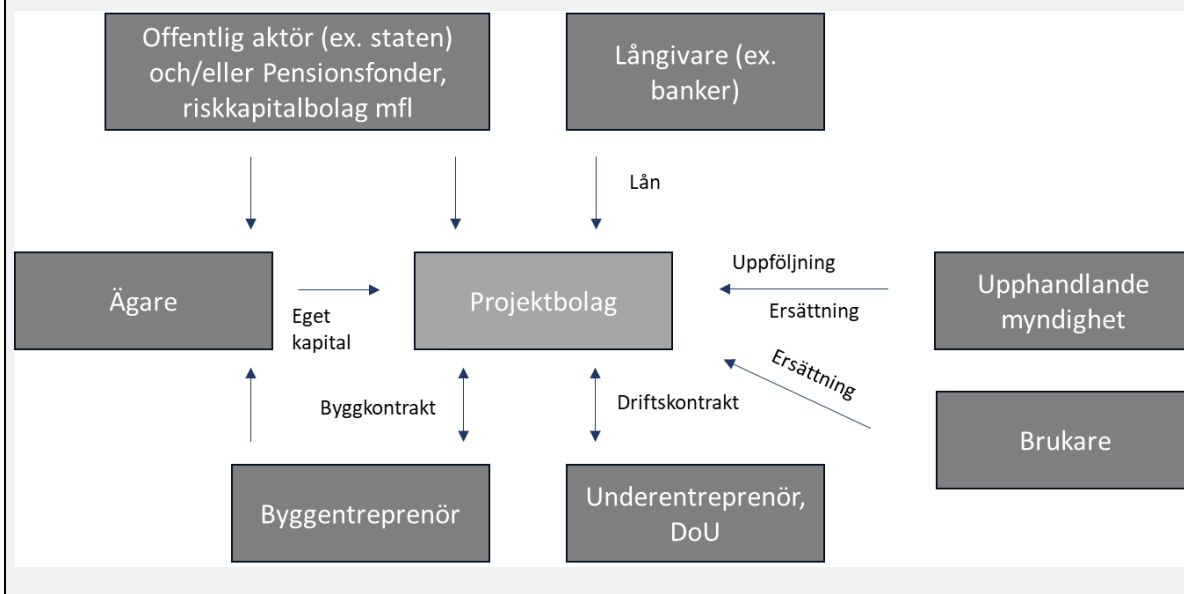 Offentlig aktör (ex. staten)
och/eller Pensionsfonder,
riskkapitalbolag mfl
Långivare (ex.
banker)
Lån
Ägare
Eget
kapital
Projektbolag
Uppföljning
Ersättning
Upphandlande
myndighet
Ersättning
Brukare
Byggkontrakt
Driftskontrakt
Byggentreprenör
Underentreprenör,
DoU